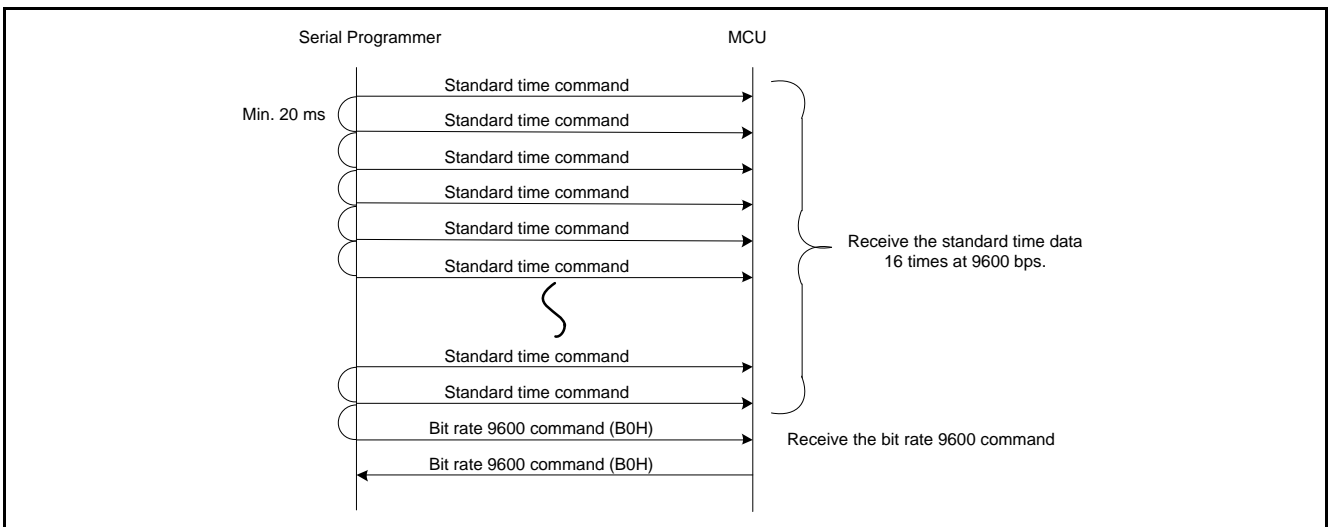 Serial Programmer
MCU
Standard time command
Min. 20 ms
Standard time command
Standard time command
Standard time command
Standard time command
Standard time command
Receive the standard time data
16 times at 9600 bps.
Standard time command
Standard time command
Bit rate 9600 command (B0H)
Receive the bit rate 9600 command
Bit rate 9600 command (B0H)